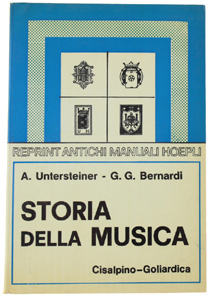 REPRINT ANTICHI MANUALI HOEPLI
A. Untersteiner - G. G. Bernardi
STORIA
DELLA MUSICA
Cisalpino-Goliardica